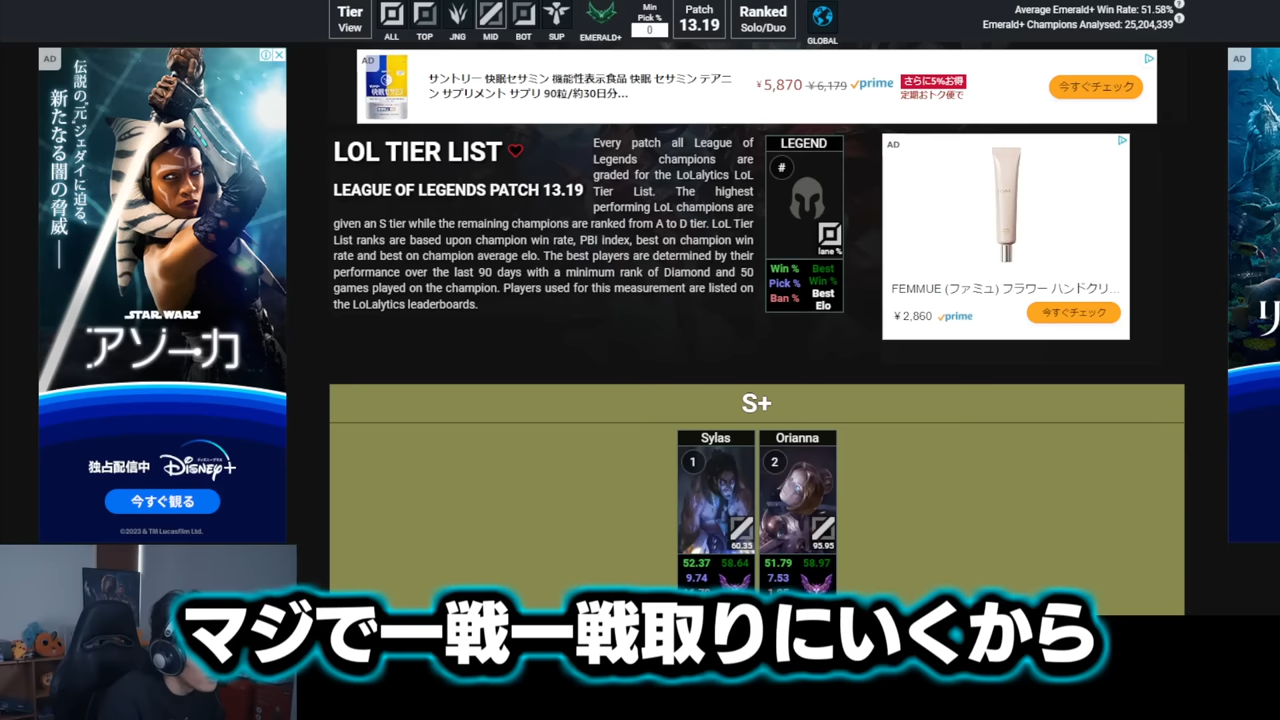 Tier
View
ALL
TOP
JNG
MID
BOT
SUP
EMERALD+
Min
Pick %
0
Patch
13.19
Ranked
Solo/Duo
GLOBAL
Average Emerald+ Win Rate: 51.58%
Emerald+ Champions Analysed: 25,204,339
AD
伝説の元ジェダイに迫る、
新たなる闇の脅威——
STAR WARS
アソーカ
独占配信中 Disney+
今すぐ観る
©2023 & TM Lucasfilm Ltd.
AD
サントリー 快眠セサミン 機能性表示食品 快眠 セサミン テアニ
ン サプリメント サプリ 90粒/約30日分...
¥5,870 ¥6,179 prime
さらに5%お得
定期おトク便で
今すぐチェック
LOL TIER LIST
LEAGUE OF LEGENDS PATCH 13.19
Every patch all League of
Legends champions are
graded for the LoLalytics LoL
Tier List. The highest
performing LoL champions are
given an S tier while the remaining champions are ranked from A to D tier. LoL Tier
List ranks are based upon champion win rate, PBI index, best on champion win
rate and best on champion average elo. The best players are determined by their
performance over the last 90 days with a minimum rank of Diamond and 50
games played on the champion. Players used for this measurement are listed on
the LoLalytics leaderboards.
LEGEND
#
lane %
Win % Best
Pick % Win %
Ban % Best
Elo
AD
FEMMUE (ファミュ) フラワー ハンドクリ...
¥2,860 prime
今すぐチェック
AD
リ
S+
Sylas
1
60.35
52.37 58.64
9.74
Orianna
2
95.95
51.79 58.97
7.53
マジで一戦一戦取りにいくから